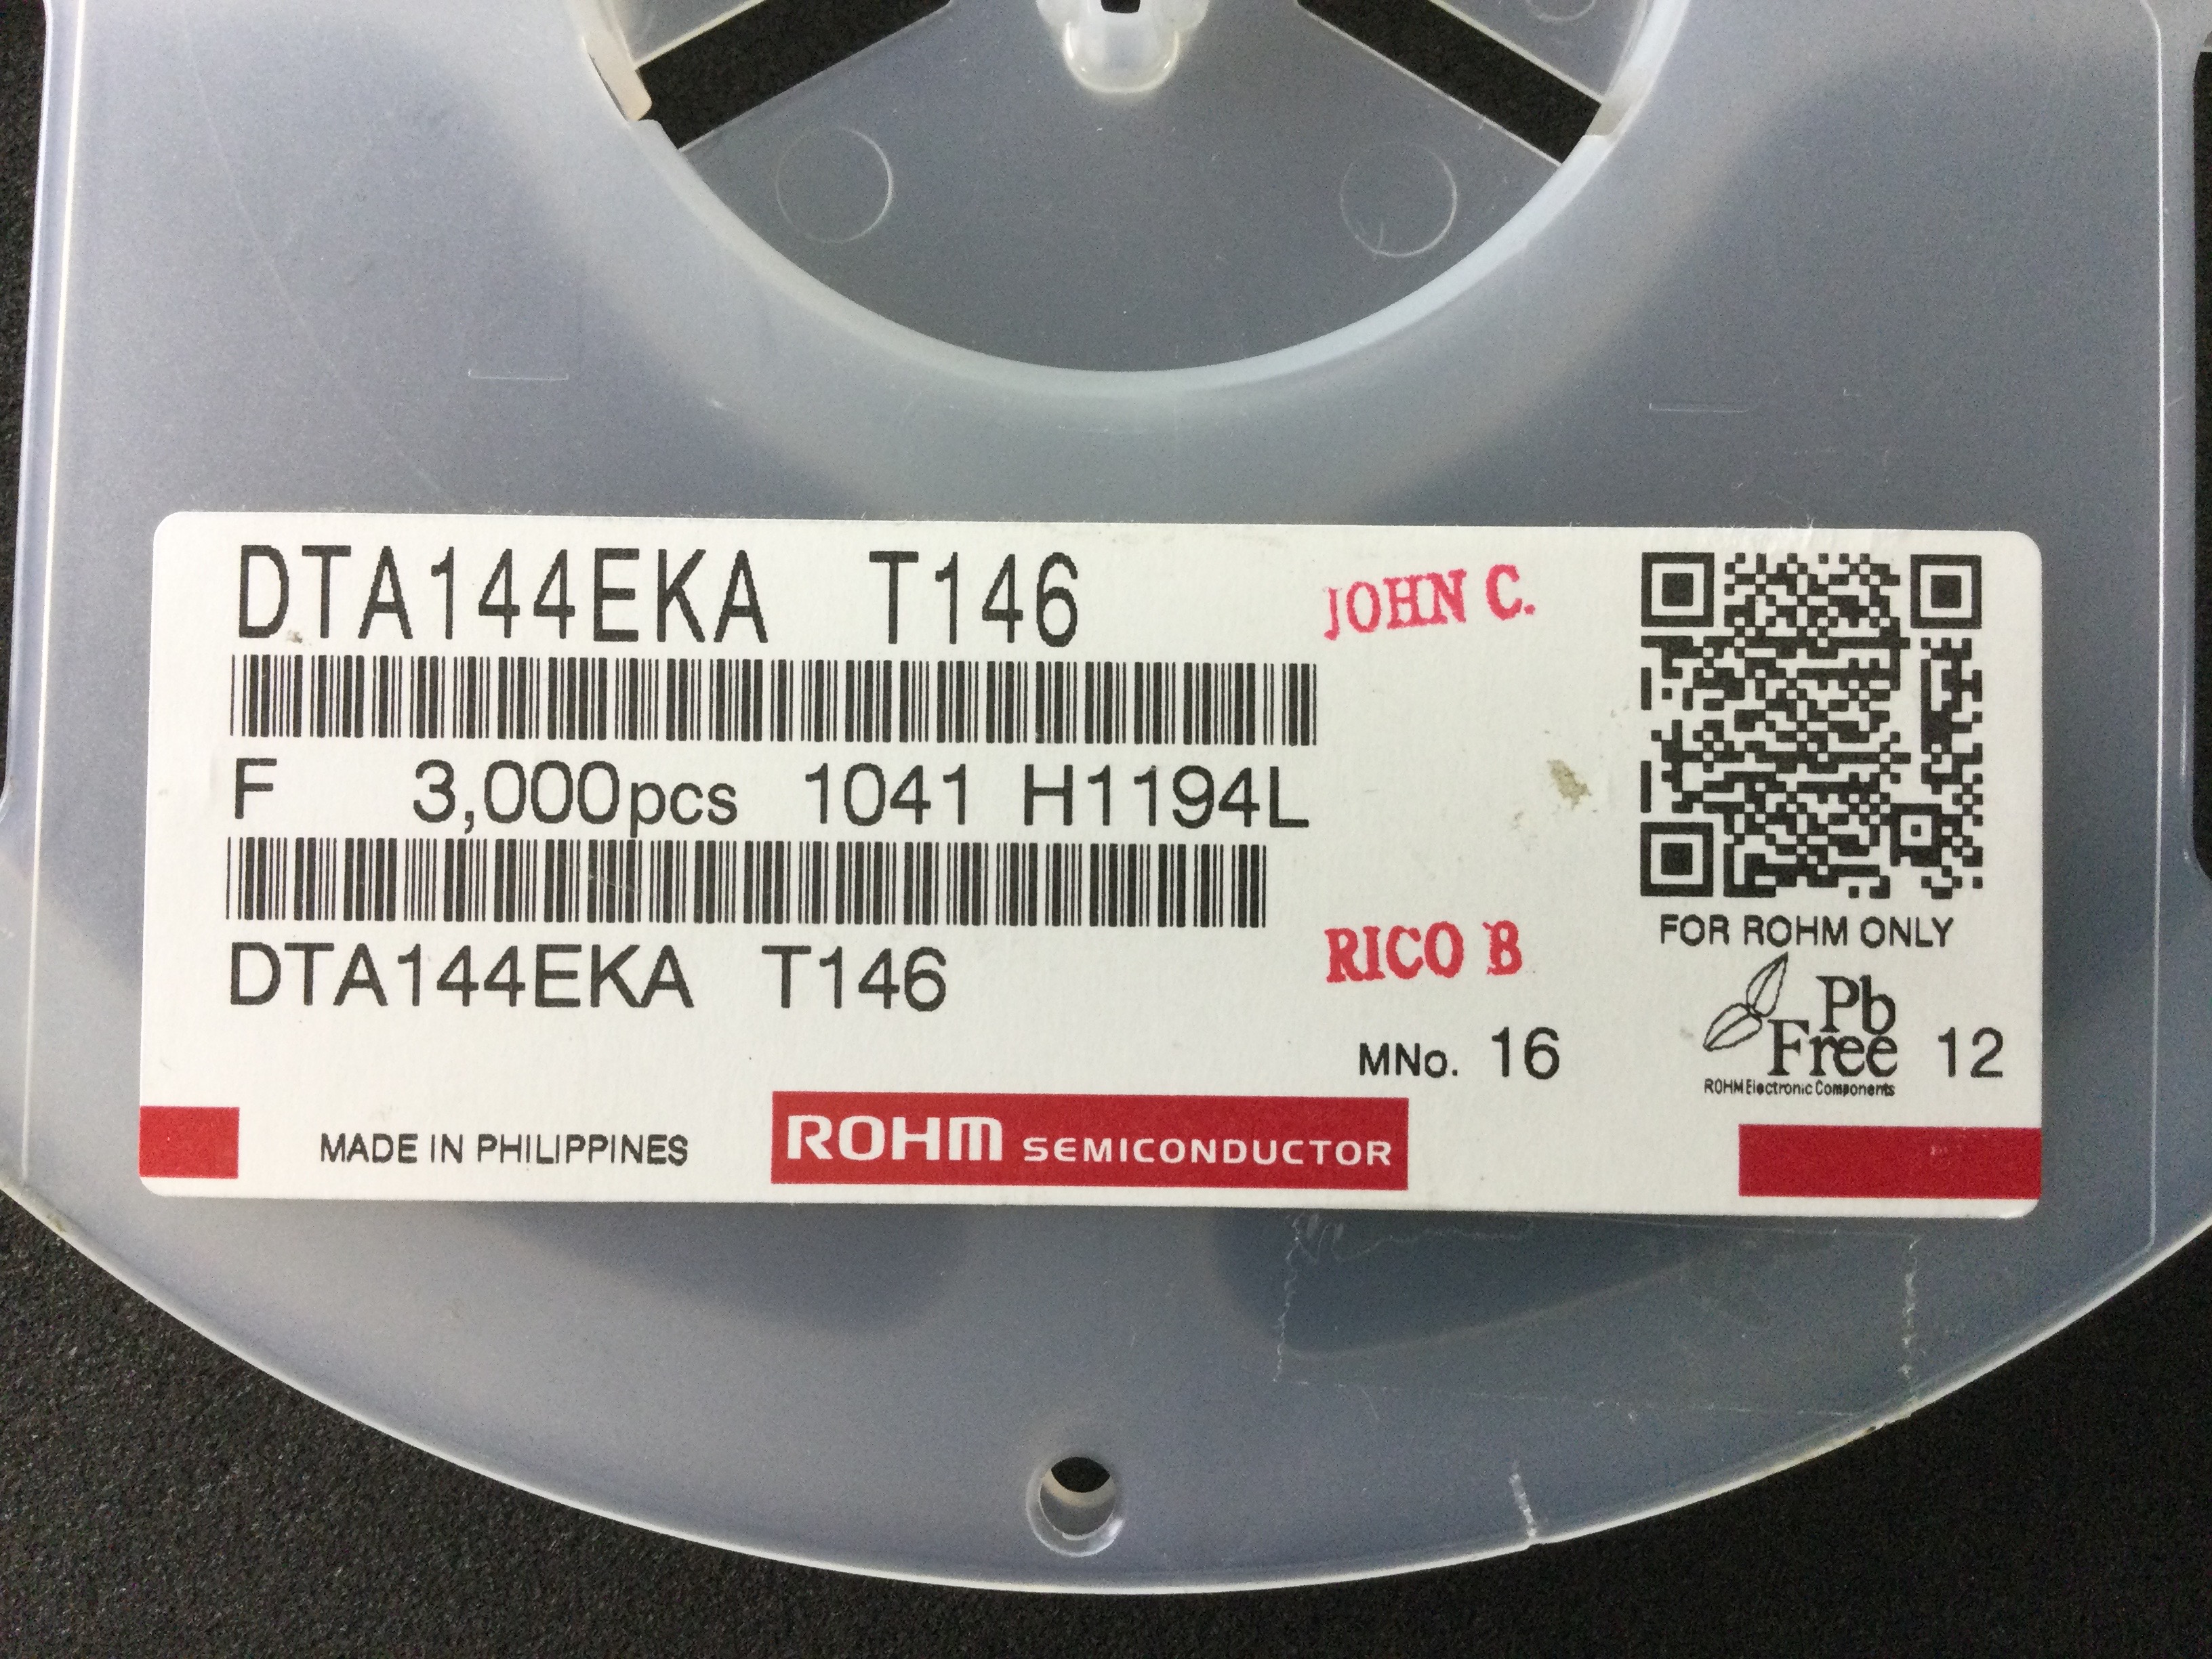 DTA144EKA T146
JOHN C.
F 3,000pcs 1041 H1194L
DTA144EKA T146
RICO B
FOR ROHM ONLY
Pb
Free
ROHM Electronic Components
12
MNo. 16
MADE IN PHILIPPINES
ROHM SEMICONDUCTOR